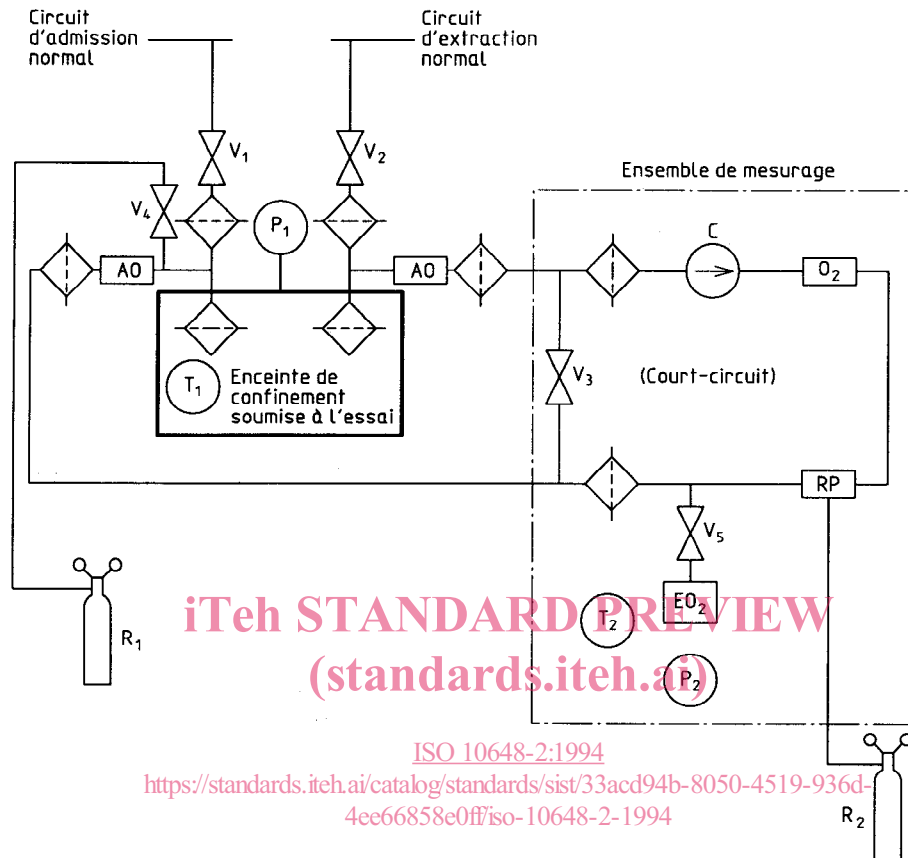 Circuit
d'admission
normal
Circuit
d'extraction
normal
V1
V2
Ensemble de mesurage
V4
P1
C
AO
AO
O2
T1
Enceinte de
confinement
soumise à l'essai
V3
(Court-circuit)
RP
V5
EO2
iTeh STANDARD PREVIEW
T2
R1
(standards.iteh.ai)
P2
ISO 10648-2:1994
https://standards.iteh.ai/catalog/standards/sist/33acd94b-8050-4519-936d-
4ee66858e0ff/iso-10648-2-1994
R2